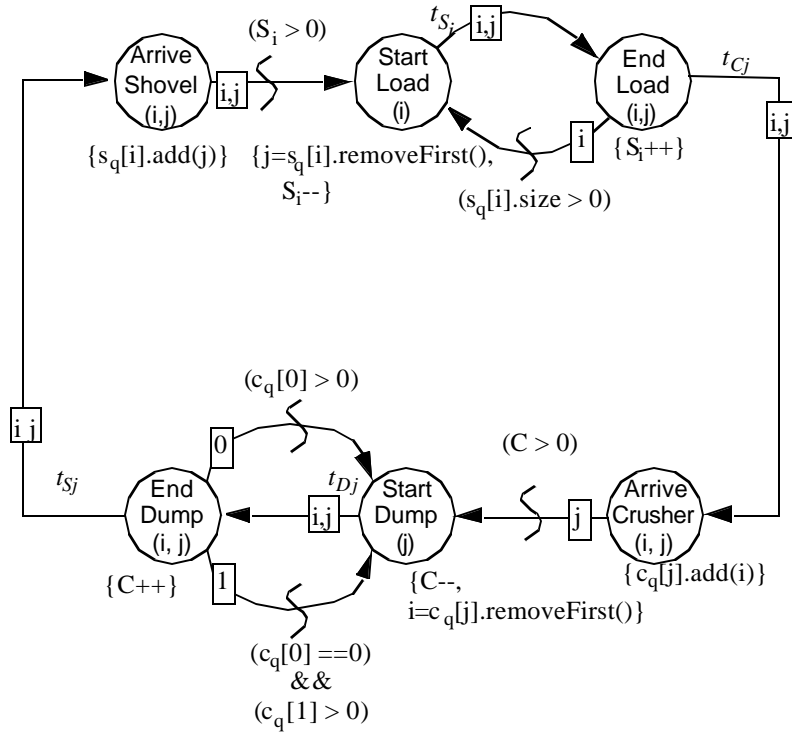 Arrive
Shovel
(i,j)
{s_q[i].add(j)}
i,j
(S_i > 0)
Start
Load
(i)
{j=s_q[i].removeFirst(),
S_i--}
t_{S_i}
i,j
End
Load
(i,j)
{S_i++}
i
(s_q[i].size > 0)
t_{Cj}
i,j
(c_q[0] > 0)
0
i j
t_{Sj}
End
Dump
(i, j)
{C++}
t_{Dj}
i,j
Start
Dump
(j)
{C--,
i=c_q[j].removeFirst()}
(C > 0)
j
Arrive
Crusher
(i, j)
{c_q[j].add(i)}
1
(c_q[0] ==0)
&&
(c_q[1] > 0)